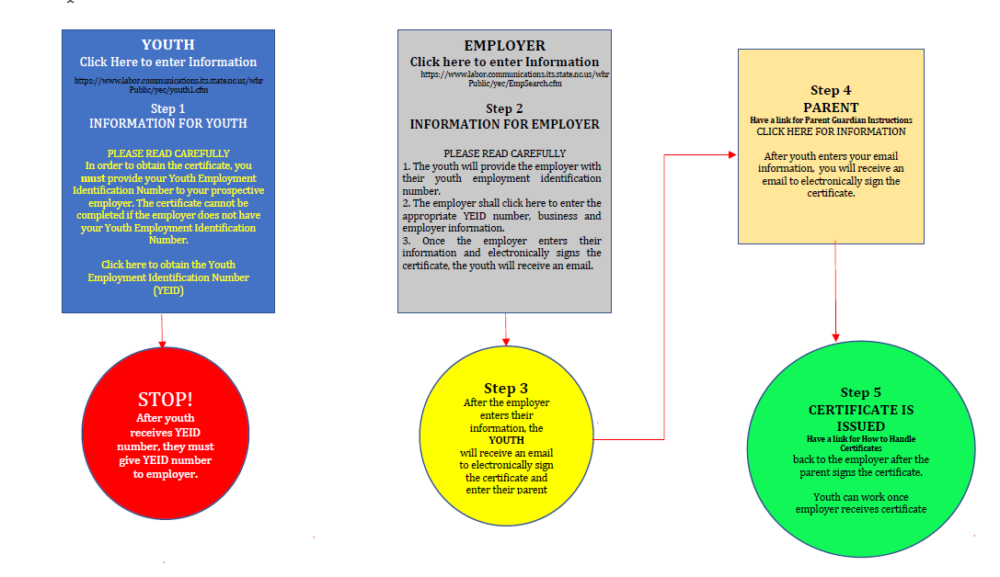 YOUTH
Click Here to enter Information
https://www.labor.communications.its.state.nc.us/whr
Public/yec/youth1.cfm
Step 1
INFORMATION FOR YOUTH
PLEASE READ CAREFULLY
In order to obtain the certificate, you
must provide your Youth Employment
Identification Number to your prospective
employer. The certificate cannot be
completed if the employer does not have
your Youth Employment Identification
Number.
Click here to obtain the Youth
Employment Identification Number
(YEID)
STOP!
After youth
receives YEID
number, they must
give YEID number
to employer.
EMPLOYER
Click here to enter Information
https://www.labor.communications.its.state.nc.us/whr
Public/yec/EmpSearch.cfm
Step 2
INFORMATION FOR EMPLOYER
PLEASE READ CAREFULLY
1. The youth will provide the employer with
their youth employment identification
number.
2. The employer shall click here to enter the
appropriate YEID number, business and
employer information.
3. Once the employer enters their
information and electronically signs the
certificate, the youth will receive an email.
Step 3
After the employer
enters their
information, the
YOUTH
will receive an email
to electronically sign
the certificate and
enter their parent
Step 4
PARENT
Have a link for Parent Guardian Instructions
CLICK HERE FOR INFORMATION
After youth enters your email
information, you will receive an
email to electronically sign the
certificate.
Step 5
CERTIFICATE IS
ISSUED
Have a link for How to Handle
Certificates
back to the employer after the
parent signs the certificate.
Youth can work once
employer receives certificate